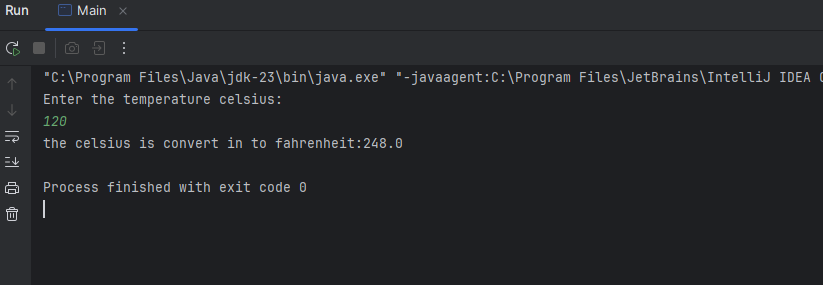 Run Main
"C:\Program Files\Java\jdk-23\bin\java.exe" "-javaagent:C:\Program Files\JetBrains\IntelliJ IDEA
Enter the temperature celsius:
120
the celsius is convert in to fahrenheit:248.0
Process finished with exit code 0